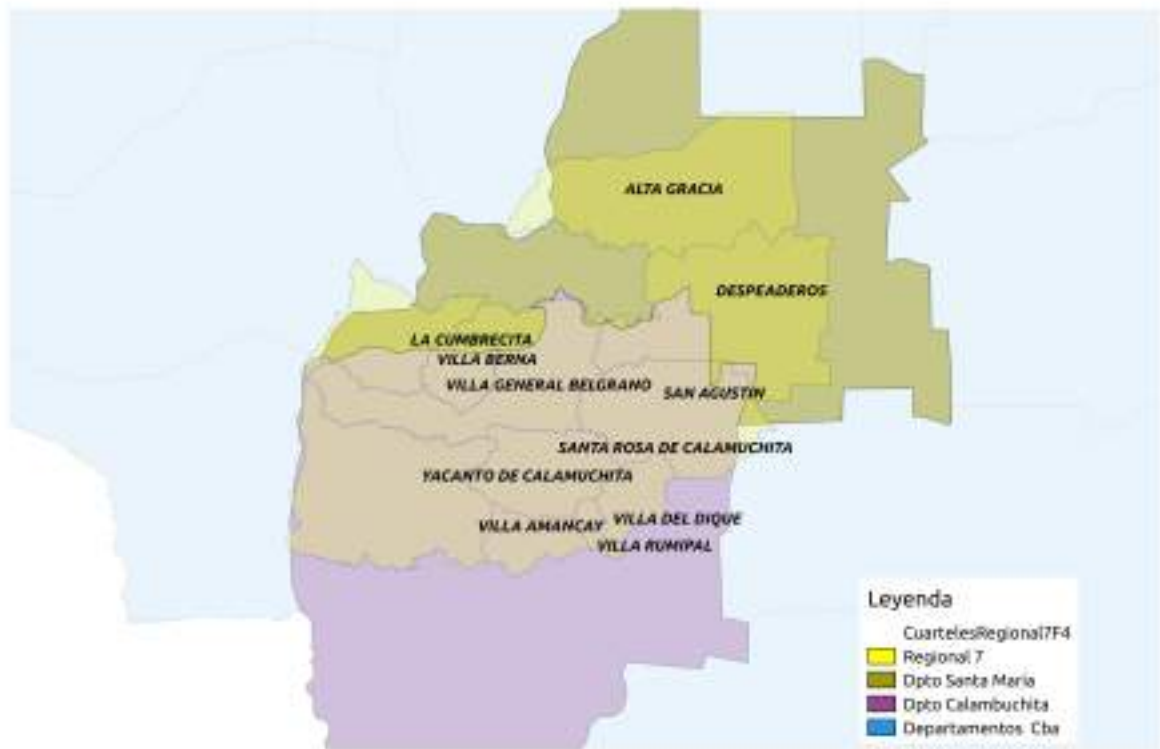 ALTA GRACIA
DESPEADEROS
LA CUMBRECITA
VILLA BERNA
VILLA GENERAL BELGRANO
SAN AGUSTIN
SANTA ROSA DE CALAMUCHITA
YACANTO DE CALAMUCHITA
VILLA DEL DIQUE
VILLA AMANCAY
VILLA RUMIPAL
Leyenda
CuartelesRegional7F4
Regional 7
Dpto Santa Maria
Dpto Calambuchita
Departamentos Cba